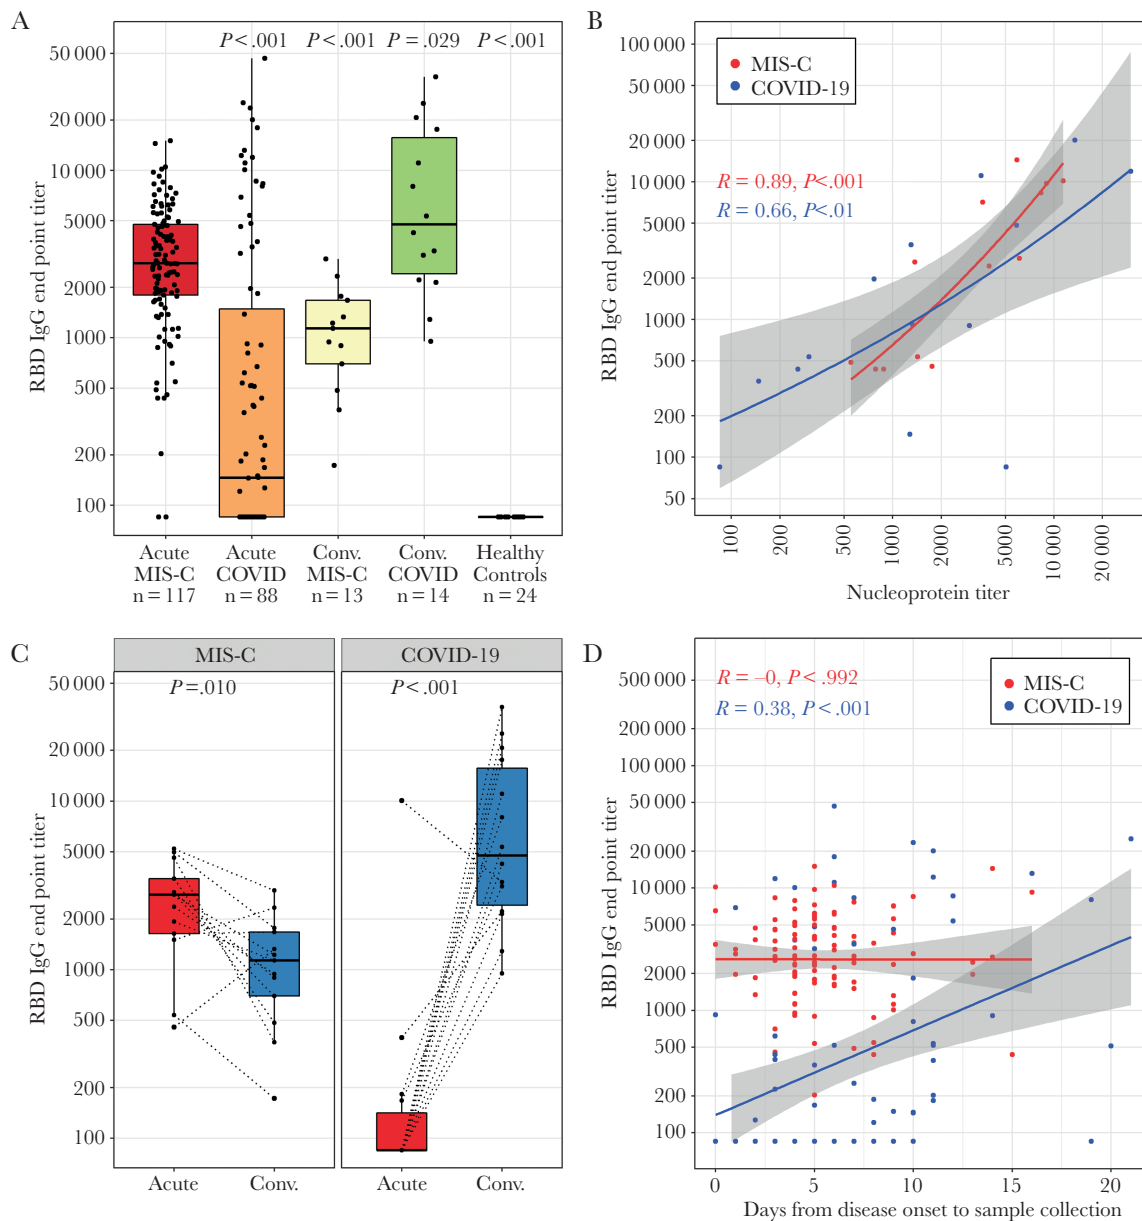 A
P<.001 P<.001 P=.029 P<.001
RBD IgG end point titer
50 000
20 000
10 000
5000
2000
1000
500
200
100
Acute MIS-C n=117
Acute COVID n=88
Conv. MIS-C n=13
Conv. COVID n=14
Healthy Controls n=24
B
RBD IgG end point titer
100 000
50 000
20 000
10 000
5000
2000
1000
500
200
100
50
MIS-C
COVID-19
R = 0.89, P<.001
R = 0.66, P<.01
100 200 500 1000 2000 5000 10 000 20 000
Nucleoprotein titer
C
MIS-C COVID-19
P=.010 P<.001
RBD IgG end point titer
50 000
20 000
10 000
5000
2000
1000
500
200
100
Acute Conv. Acute Conv.
D
RBD IgG end point titer
500 000
200 000
100 000
50 000
20 000
10 000
5000
2000
1000
500
200
100
R = –0, P<.992
R = 0.38, P<.001
MIS-C
COVID-19
0 5 10 15 20
Days from disease onset to sample collection